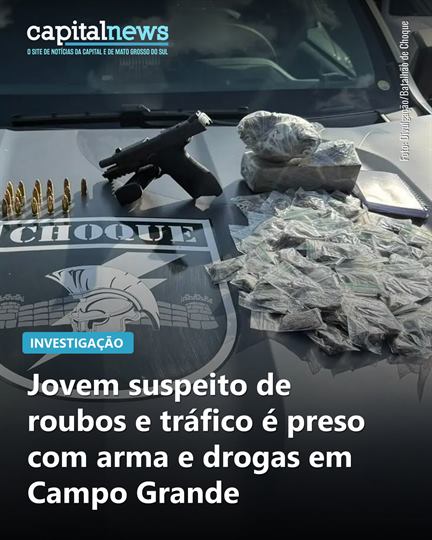 capitalnews
O SITE DE NOTÍCIAS DA CAPITAL E DE MATO GROSSO DO SUL
Foto: Divulgação/Batalhão de Choque
CHOQUE
INVESTIGAÇÃO
Jovem suspeito de
roubos e tráfico é preso
com arma e drogas em
Campo Grande